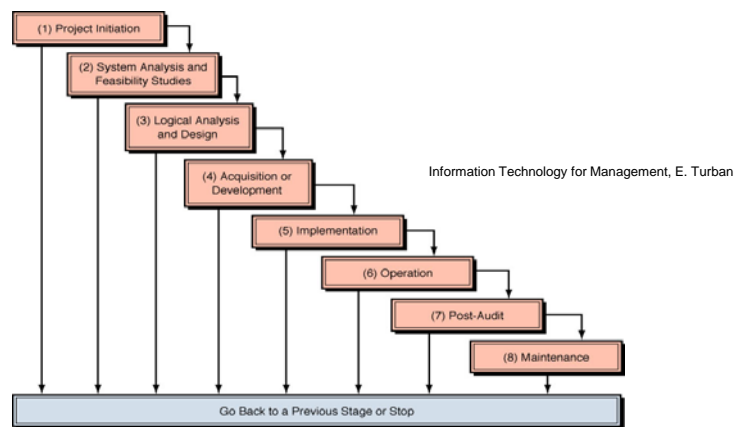 (1) Project Initiation
(2) System Analysis and
Feasibility Studies
(3) Logical Analysis
and Design
(4) Acquisition or
Development
Information Technology for Management, E. Turban
(5) Implementation
(6) Operation
(7) Post-Audit
(8) Maintenance
Go Back to a Previous Stage or Stop